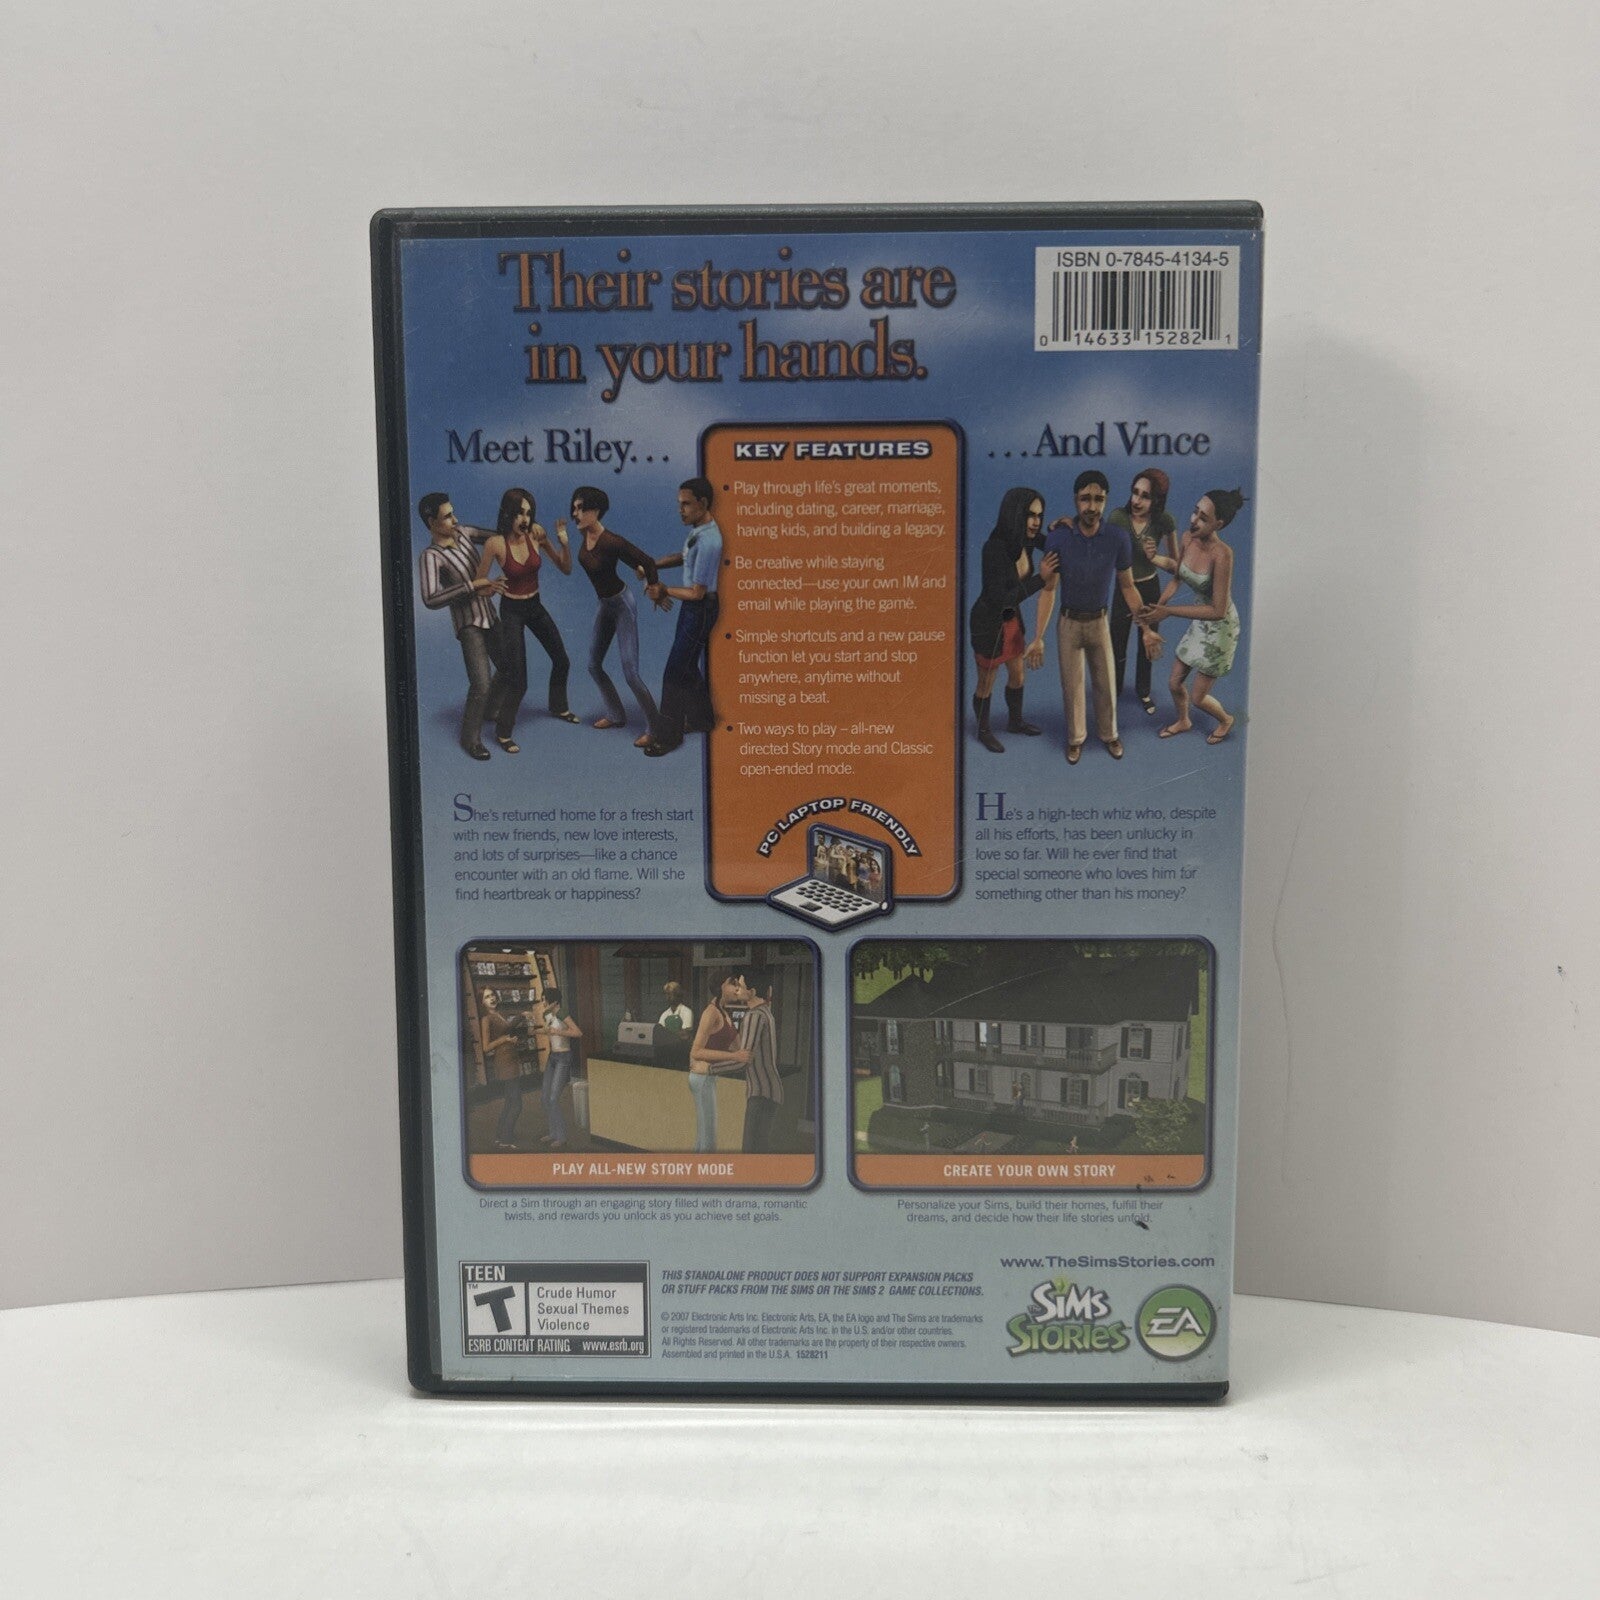 Their stories are
in your hands.
ISBN 0-7845-4134-5
0 14633 15282 1
Meet Riley...
KEY FEATURES
• Play through life's great moments,
including dating, career, marriage,
having kids, and building a legacy.
• Be creative while staying
connected—use your own IM and
email while playing the game.
• Simple shortcuts and a new pause
function let you start and stop
anywhere, anytime without
missing a beat.
• Two ways to play – all-new
directed Story mode and Classic
open-ended mode.
PC LAPTOP FRIENDLY
...And Vince
She's returned home for a fresh start
with new friends, new love interests,
and lots of surprises—like a chance
encounter with an old flame. Will she
find heartbreak or happiness?
He's a high-tech whiz who, despite
all his efforts, has been unlucky in
love so far. Will he ever find that
special someone who loves him for
something other than his money?
PLAY ALL-NEW STORY MODE
Direct a Sim through an engaging story filled with drama, romantic
twists, and rewards you unlock as you achieve set goals.
CREATE YOUR OWN STORY
Personalize your Sims, build their homes, fulfill their
dreams, and decide how their life stories unfold.
TEEN
T
TM
Crude Humor
Sexual Themes
Violence
ESRB CONTENT RATING www.esrb.org
THIS STANDALONE PRODUCT DOES NOT SUPPORT EXPANSION PACKS
OR STUFF PACKS FROM THE SIMS OR THE SIMS 2 GAME COLLECTIONS.
© 2007 Electronic Arts Inc. Electronic Arts, EA, the EA logo and The Sims are trademarks
or registered trademarks of Electronic Arts Inc. in the U.S. and/or other countries.
All Rights Reserved. All other trademarks are the property of their respective owners.
Assembled and printed in the U.S.A. 1528211
www.TheSimsStories.com
THE SIMS
STORIES
EA